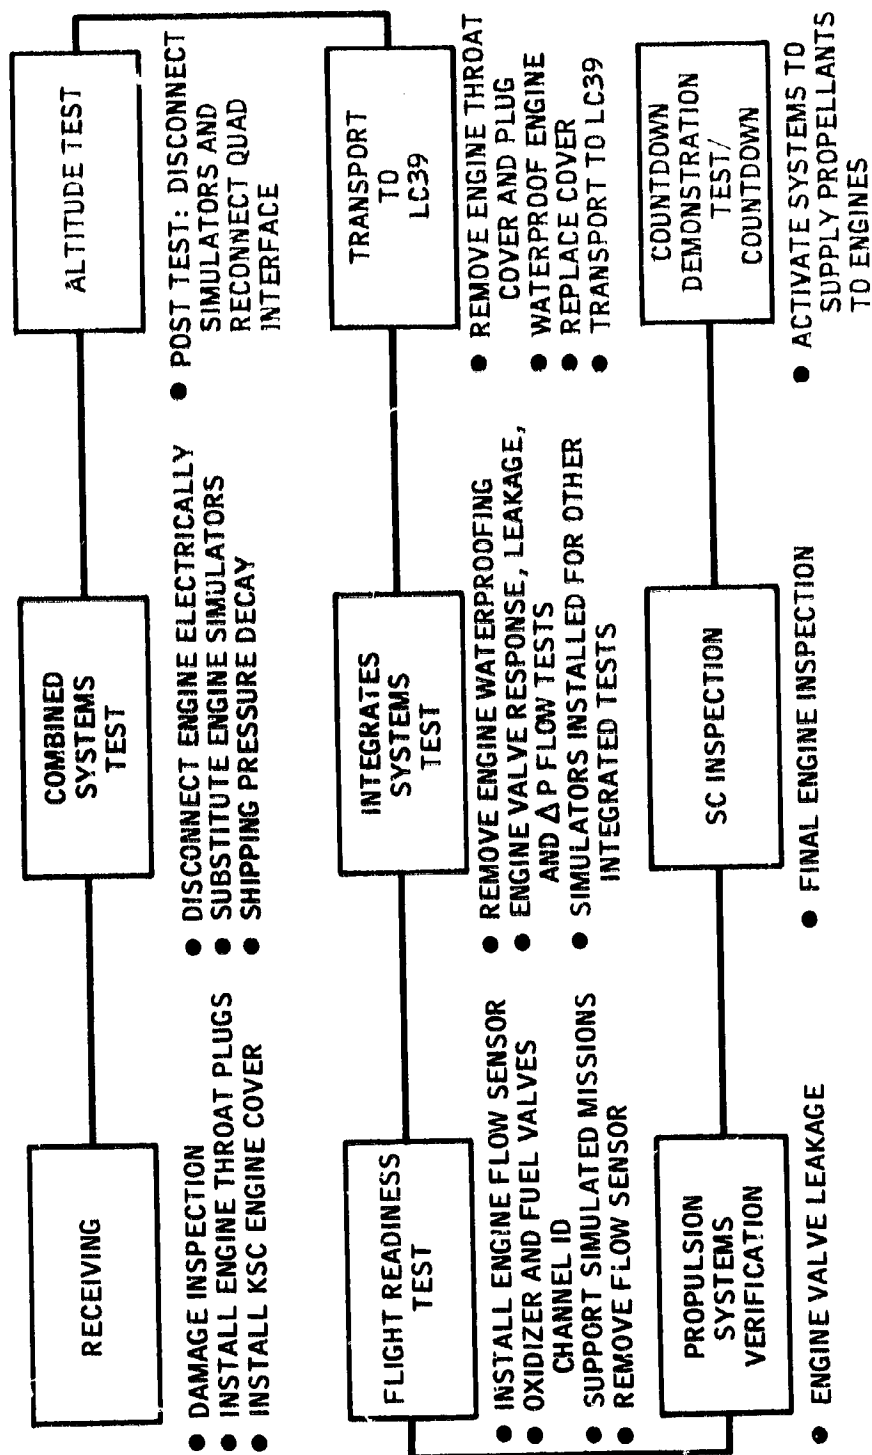 RECEIVING
● DAMAGE INSPECTION
● INSTALL ENGINE THROAT PLUGS
● INSTALL KSC ENGINE COVER
COMBINED
SYSTEMS
TEST
● DISCONNECT ENGINE ELECTRICALLY
● SUBSTITUTE ENGINE SIMULATORS
● SHIPPING PRESSURE DECAY
ALTITUDE TEST
● POST TEST: DISCONNECT
SIMULATORS AND
RECONNECT QUAD
INTERFACE
TRANSPORT
TO
LC39
● REMOVE ENGINE THROAT
COVER AND PLUG
● WATERPROOF ENGINE
● REPLACE COVER
● TRANSPORT TO LC39
INTEGRATES
SYSTEMS
TEST
● REMOVE ENGINE WATERPROOFING
● ENGINE VALVE RESPONSE, LEAKAGE,
AND Δ P FLOW TESTS
● SIMULATORS INSTALLED FOR OTHER
INTEGRATED TESTS
FLIGHT READINESS
TEST
● INSTALL ENGINE FLOW SENSOR
● OXIDIZER AND FUEL VALVES
CHANNEL ID
● SUPPORT SIMULATED MISSIONS
● REMOVE FLOW SENSOR
PROPULSION
SYSTEMS
VERIFICATION
● ENGINE VALVE LEAKAGE
SC INSPECTION
● FINAL ENGINE INSPECTION
COUNTDOWN
DEMONSTRATION
TEST/
COUNTDOWN
● ACTIVATE SYSTEMS TO
SUPPLY PROPELLANTS
TO ENGINES